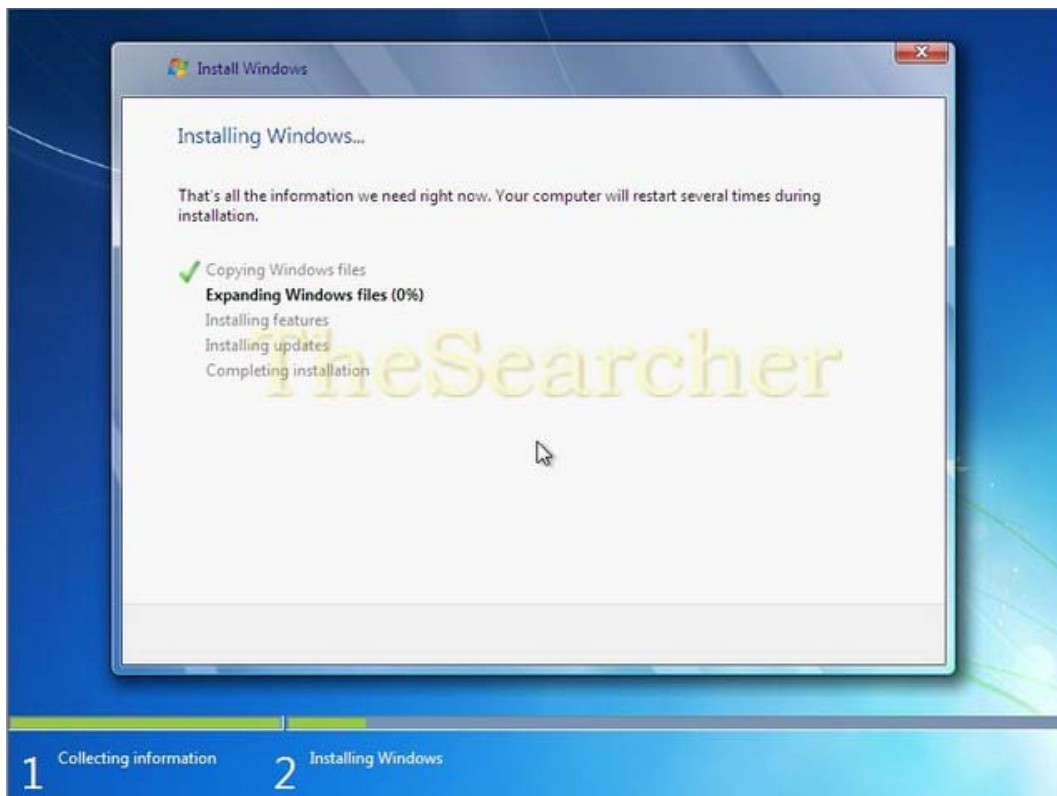 Install Windows
Installing Windows...
That's all the information we need right now. Your computer will restart several times during
installation.
Copying Windows files
Expanding Windows files (0%)
Installing features
Installing updates
Completing installation
TheSearcher
1 Collecting information
2 Installing Windows